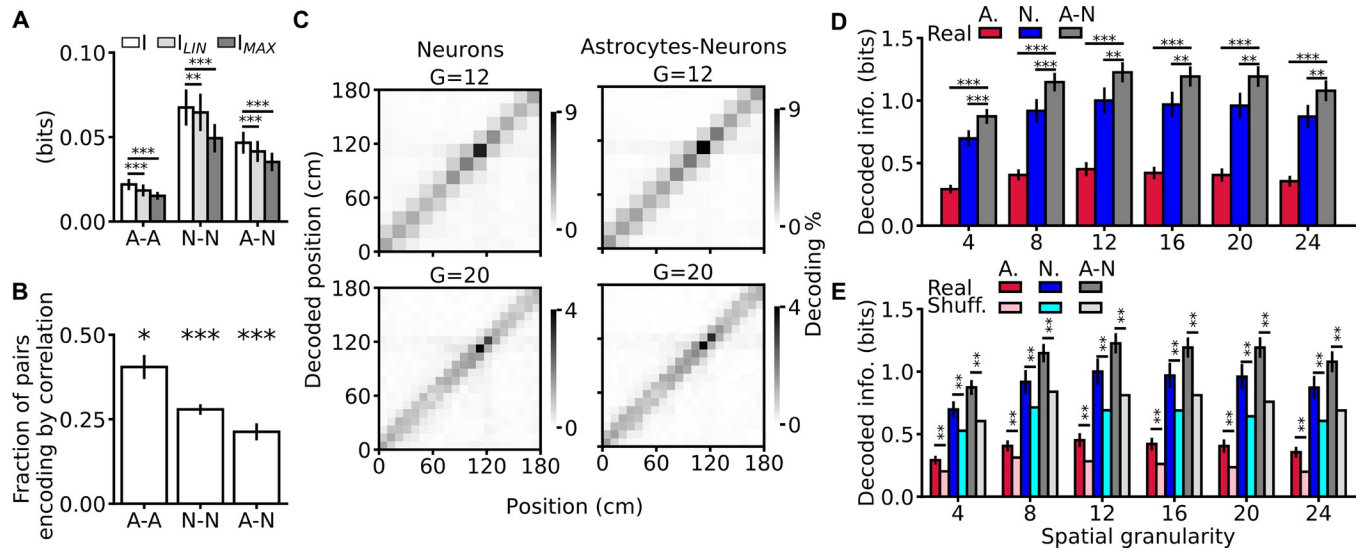 A
I I_LIN I_MAX
0.10
0.05
0.00
(bits)
*** *** ***
*** ** ***
A-A N-N A-N
B
Fraction of pairs
encoding by correlation
0.50
0.25
0.00
* *** ***
A-A N-N A-N
C
Neurons
G=12
Astrocytes-Neurons
G=12
180
120
60
0
9
0
9
0
G=20
G=20
180
120
60
0
4
0
4
0
0 60 120 180
0 60 120 180
Decoded position (cm)
Decoding %
Position (cm)
D
A. N. A-N
Real
Decoded info. (bits)
1.5
1.0
0.5
0.0
*** *** *** *** *** ***
*** *** ** ** ** **
4 8 12 16 20 24
E
A. N. A-N
Real
Shuff.
Decoded info. (bits)
1.5
1.0
0.5
0.0
** ** ** ** ** ** ** ** ** ** ** ** ** ** ** ** ** **
4 8 12 16 20 24
Spatial granularity